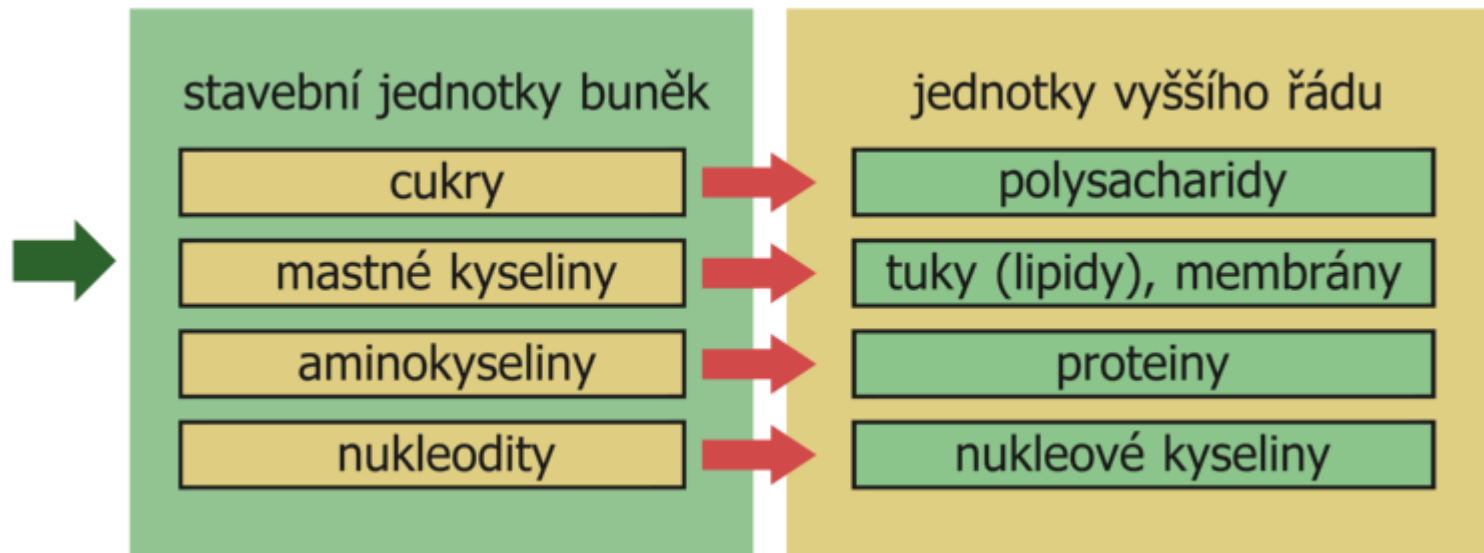 stavební jednotky buněk
cukry
mastné kyseliny
aminokyseliny
nukleodity
jednotky vyššího řádu
polysacharidy
tuky (lipidy), membrány
proteiny
nukleové kyseliny